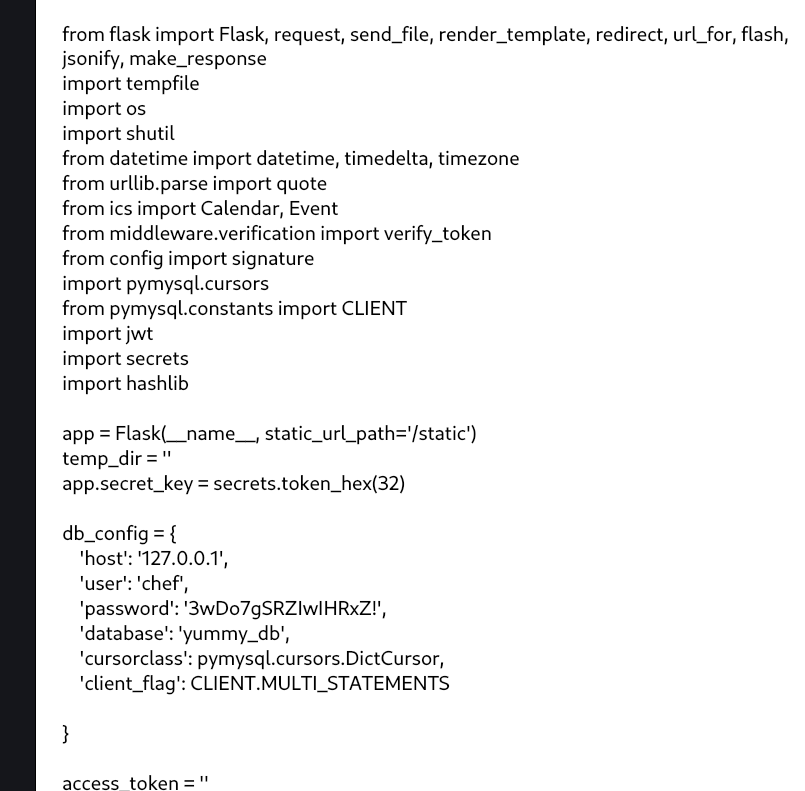 from flask import Flask, request, send_file, render_template, redirect, url_for, flash,
jsonify, make_response
import tempfile
import os
import shutil
from datetime import datetime, timedelta, timezone
from urllib.parse import quote
from ics import Calendar, Event
from middleware.verification import verify_token
from config import signature
import pymysql.cursors
from pymysql.constants import CLIENT
import jwt
import secrets
import hashlib

app = Flask(__name__, static_url_path='/static')
temp_dir = ''
app.secret_key = secrets.token_hex(32)

db_config = {
    'host': '127.0.0.1',
    'user': 'chef',
    'password': '3wDo7gSRZIwIHRxZ!',
    'database': 'yummy_db',
    'cursorclass': pymysql.cursors.DictCursor,
    'client_flag': CLIENT.MULTI_STATEMENTS

}

access_token = ''